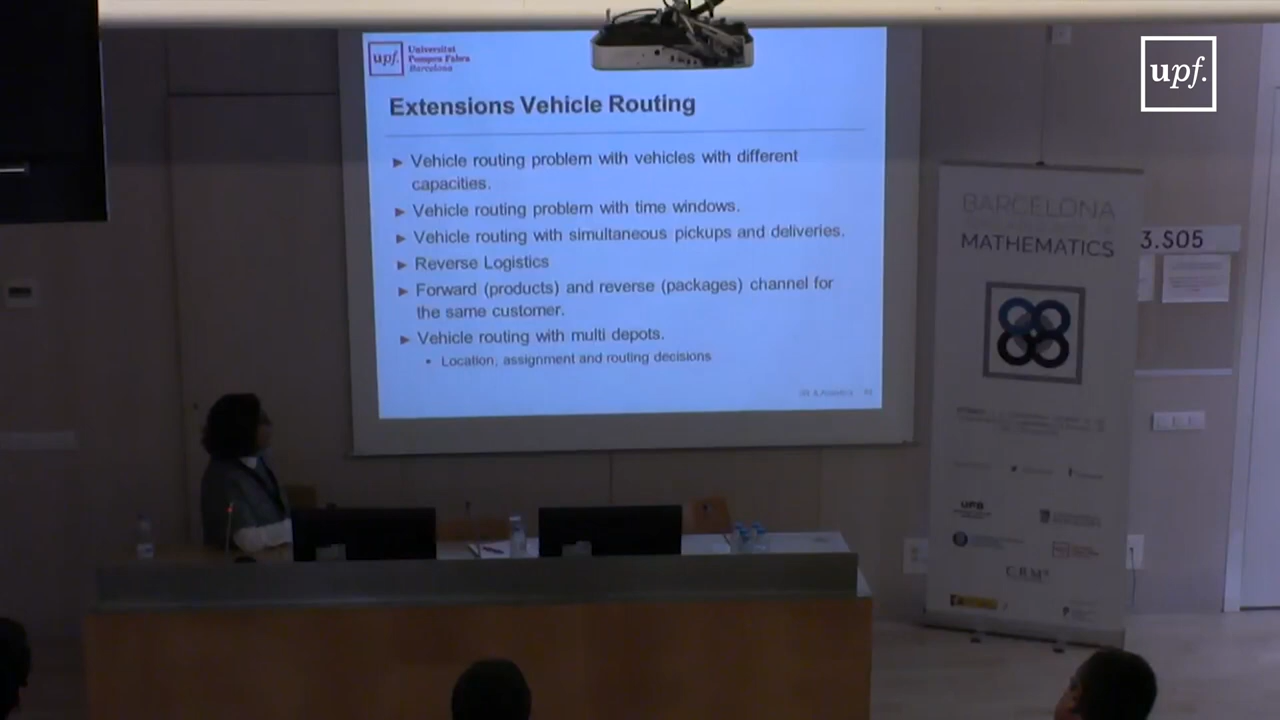 upf.
Universitat
Pompeu Fabra
Barcelona
Extensions Vehicle Routing
► Vehicle routing problem with vehicles with different
capacities.
► Vehicle routing problem with time windows.
► Vehicle routing with simultaneous pickups and deliveries.
► Reverse Logistics
► Forward (products) and reverse (packages) channel for
the same customer.
► Vehicle routing with multi depots.
• Location, assignment and routing decisions
upf.
BARCELONA
MATHEMATICS
3.S05
UPB